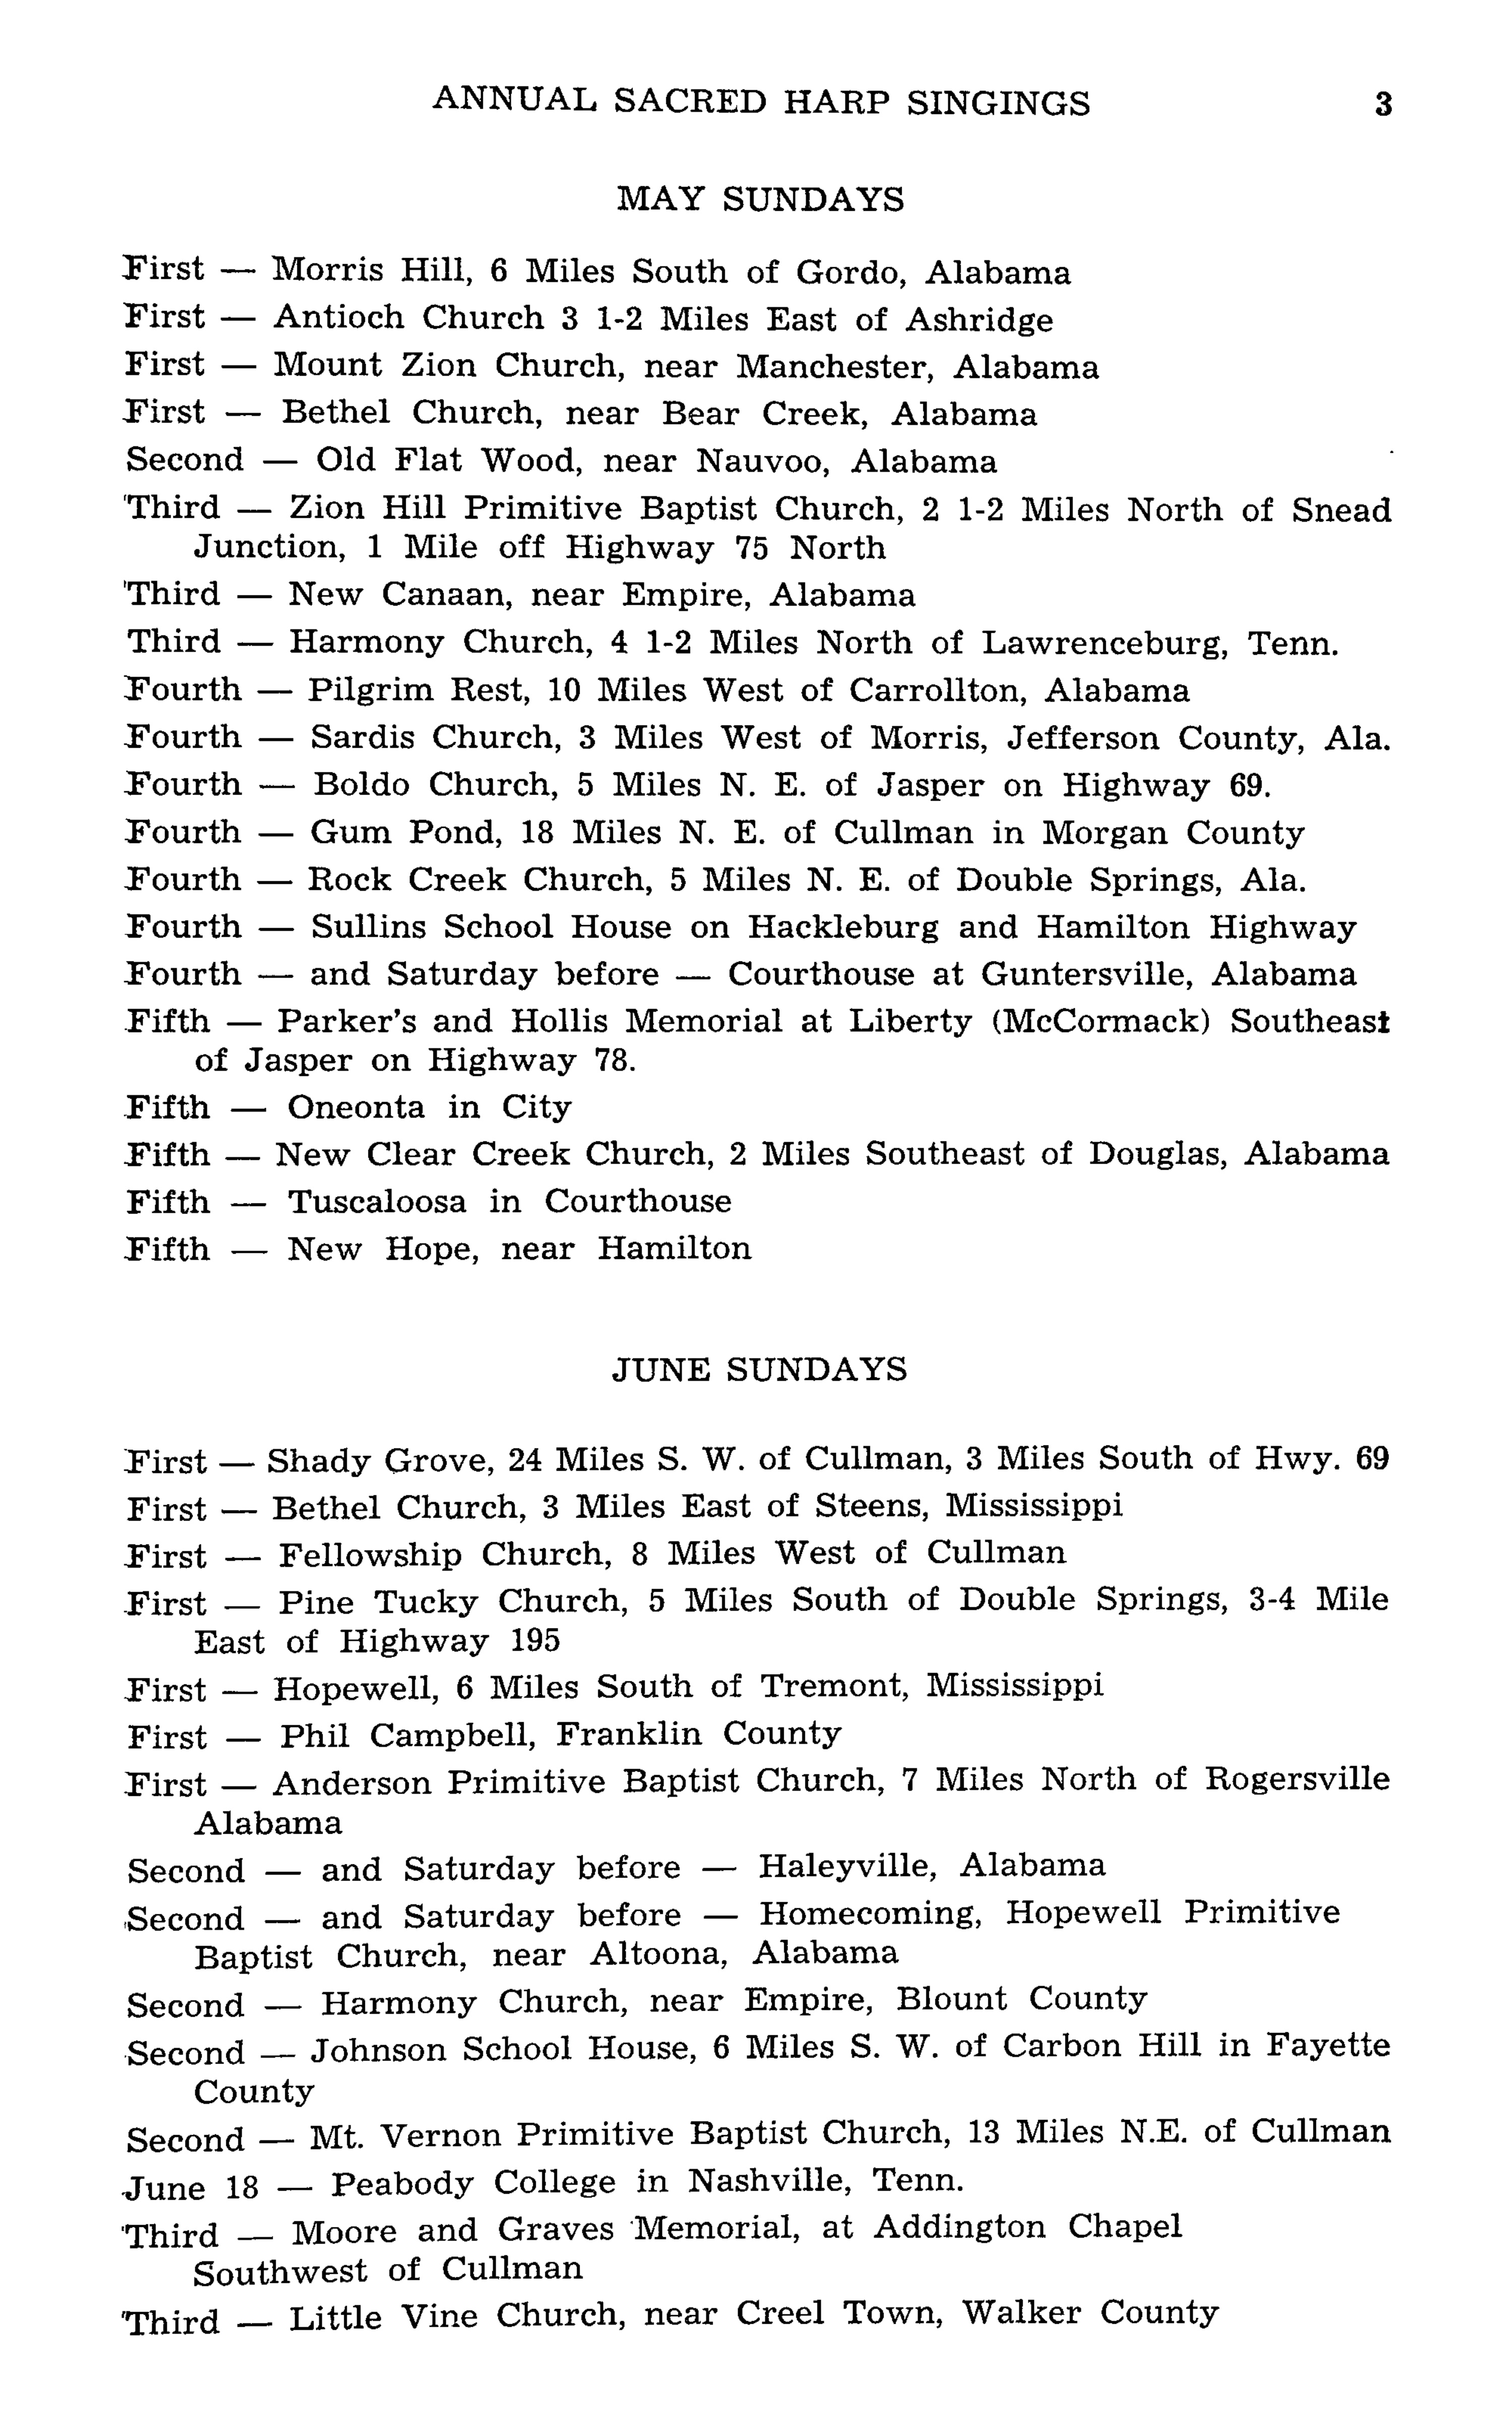 ANNUAL SACRED HARP SINGINGS 3
MAY SUNDAYS
First — Morris Hill, 6 Miles South of Gordo, Alabama
First — Antioch Church 3 1-2 Miles East of Ashridge
First — Mount Zion Church, near Manchester, Alabama
First — Bethel Church, near Bear Creek, Alabama
Second — Old Flat Wood, near Nauvoo, Alabama
Third — Zion Hill Primitive Baptist Church, 2 1-2 Miles North of Snead
Junction, 1 Mile off Highway 75 North
Third — New Canaan, near Empire, Alabama
Third — Harmony Church, 4 1-2 Miles North of Lawrenceburg, Tenn.
Fourth — Pilgrim Rest, 10 Miles West of Carrollton, Alabama
Fourth — Sardis Church, 3 Miles West of Morris, Jefferson County, Ala.
Fourth — Boldo Church, 5 Miles N. E. of Jasper on Highway 69.
Fourth — Gum Pond, 18 Miles N. E. of Cullman in Morgan County
Fourth — Rock Creek Church, 5 Miles N. E. of Double Springs, Ala.
Fourth — Sullins School House on Hackleburg and Hamilton Highway
Fourth — and Saturday before — Courthouse at Guntersville, Alabama
Fifth — Parker's and Hollis Memorial at Liberty (McCormack) Southeast
of Jasper on Highway 78.
Fifth — Oneonta in City
Fifth — New Clear Creek Church, 2 Miles Southeast of Douglas, Alabama
Fifth — Tuscaloosa in Courthouse
Fifth — New Hope, near Hamilton
JUNE SUNDAYS
First — Shady Grove, 24 Miles S. W. of Cullman, 3 Miles South of Hwy. 69
First — Bethel Church, 3 Miles East of Steens, Mississippi
First — Fellowship Church, 8 Miles West of Cullman
First — Pine Tucky Church, 5 Miles South of Double Springs, 3-4 Mile
East of Highway 195
First — Hopewell, 6 Miles South of Tremont, Mississippi
First — Phil Campbell, Franklin County
First — Anderson Primitive Baptist Church, 7 Miles North of Rogersville
Alabama
Second — and Saturday before — Haleyville, Alabama
Second — and Saturday before — Homecoming, Hopewell Primitive
Baptist Church, near Altoona, Alabama
Second — Harmony Church, near Empire, Blount County
Second — Johnson School House, 6 Miles S. W. of Carbon Hill in Fayette
County
Second — Mt. Vernon Primitive Baptist Church, 13 Miles N.E. of Cullman
June 18 — Peabody College in Nashville, Tenn.
Third — Moore and Graves Memorial, at Addington Chapel
Southwest of Cullman
Third — Little Vine Church, near Creel Town, Walker County